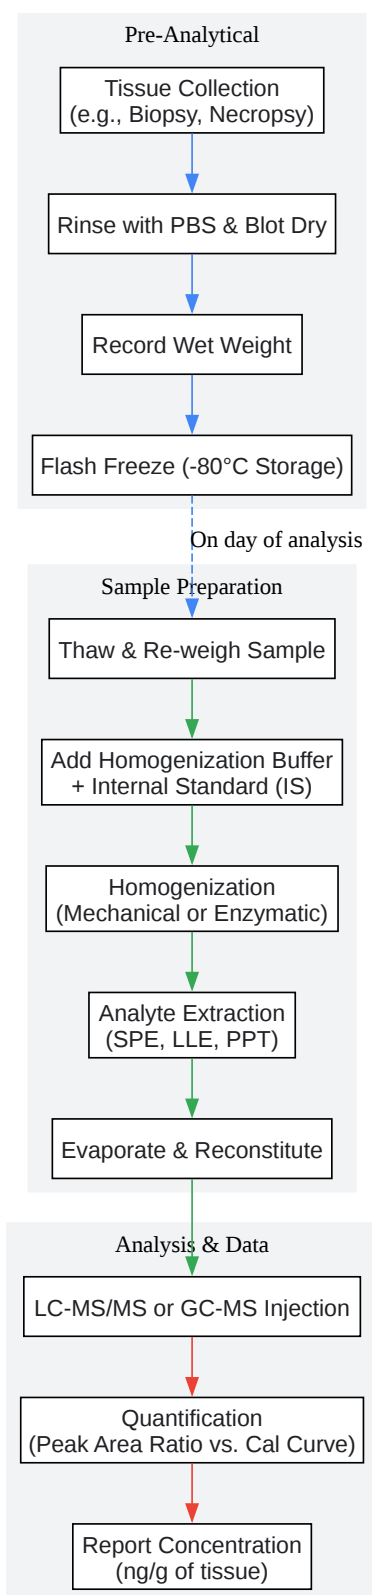 Pre-Analytical
Tissue Collection
(e.g., Biopsy, Necropsy)
Rinse with PBS & Blot Dry
Record Wet Weight
Flash Freeze (-80°C Storage)
On day of analysis
Sample Preparation
Thaw & Re-weigh Sample
Add Homogenization Buffer
+ Internal Standard (IS)
Homogenization
(Mechanical or Enzymatic)
Analyte Extraction
(SPE, LLE, PPT)
Evaporate & Reconstitute
Analysis & Data
LC-MS/MS or GC-MS Injection
Quantification
(Peak Area Ratio vs. Cal Curve)
Report Concentration
(ng/g of tissue)